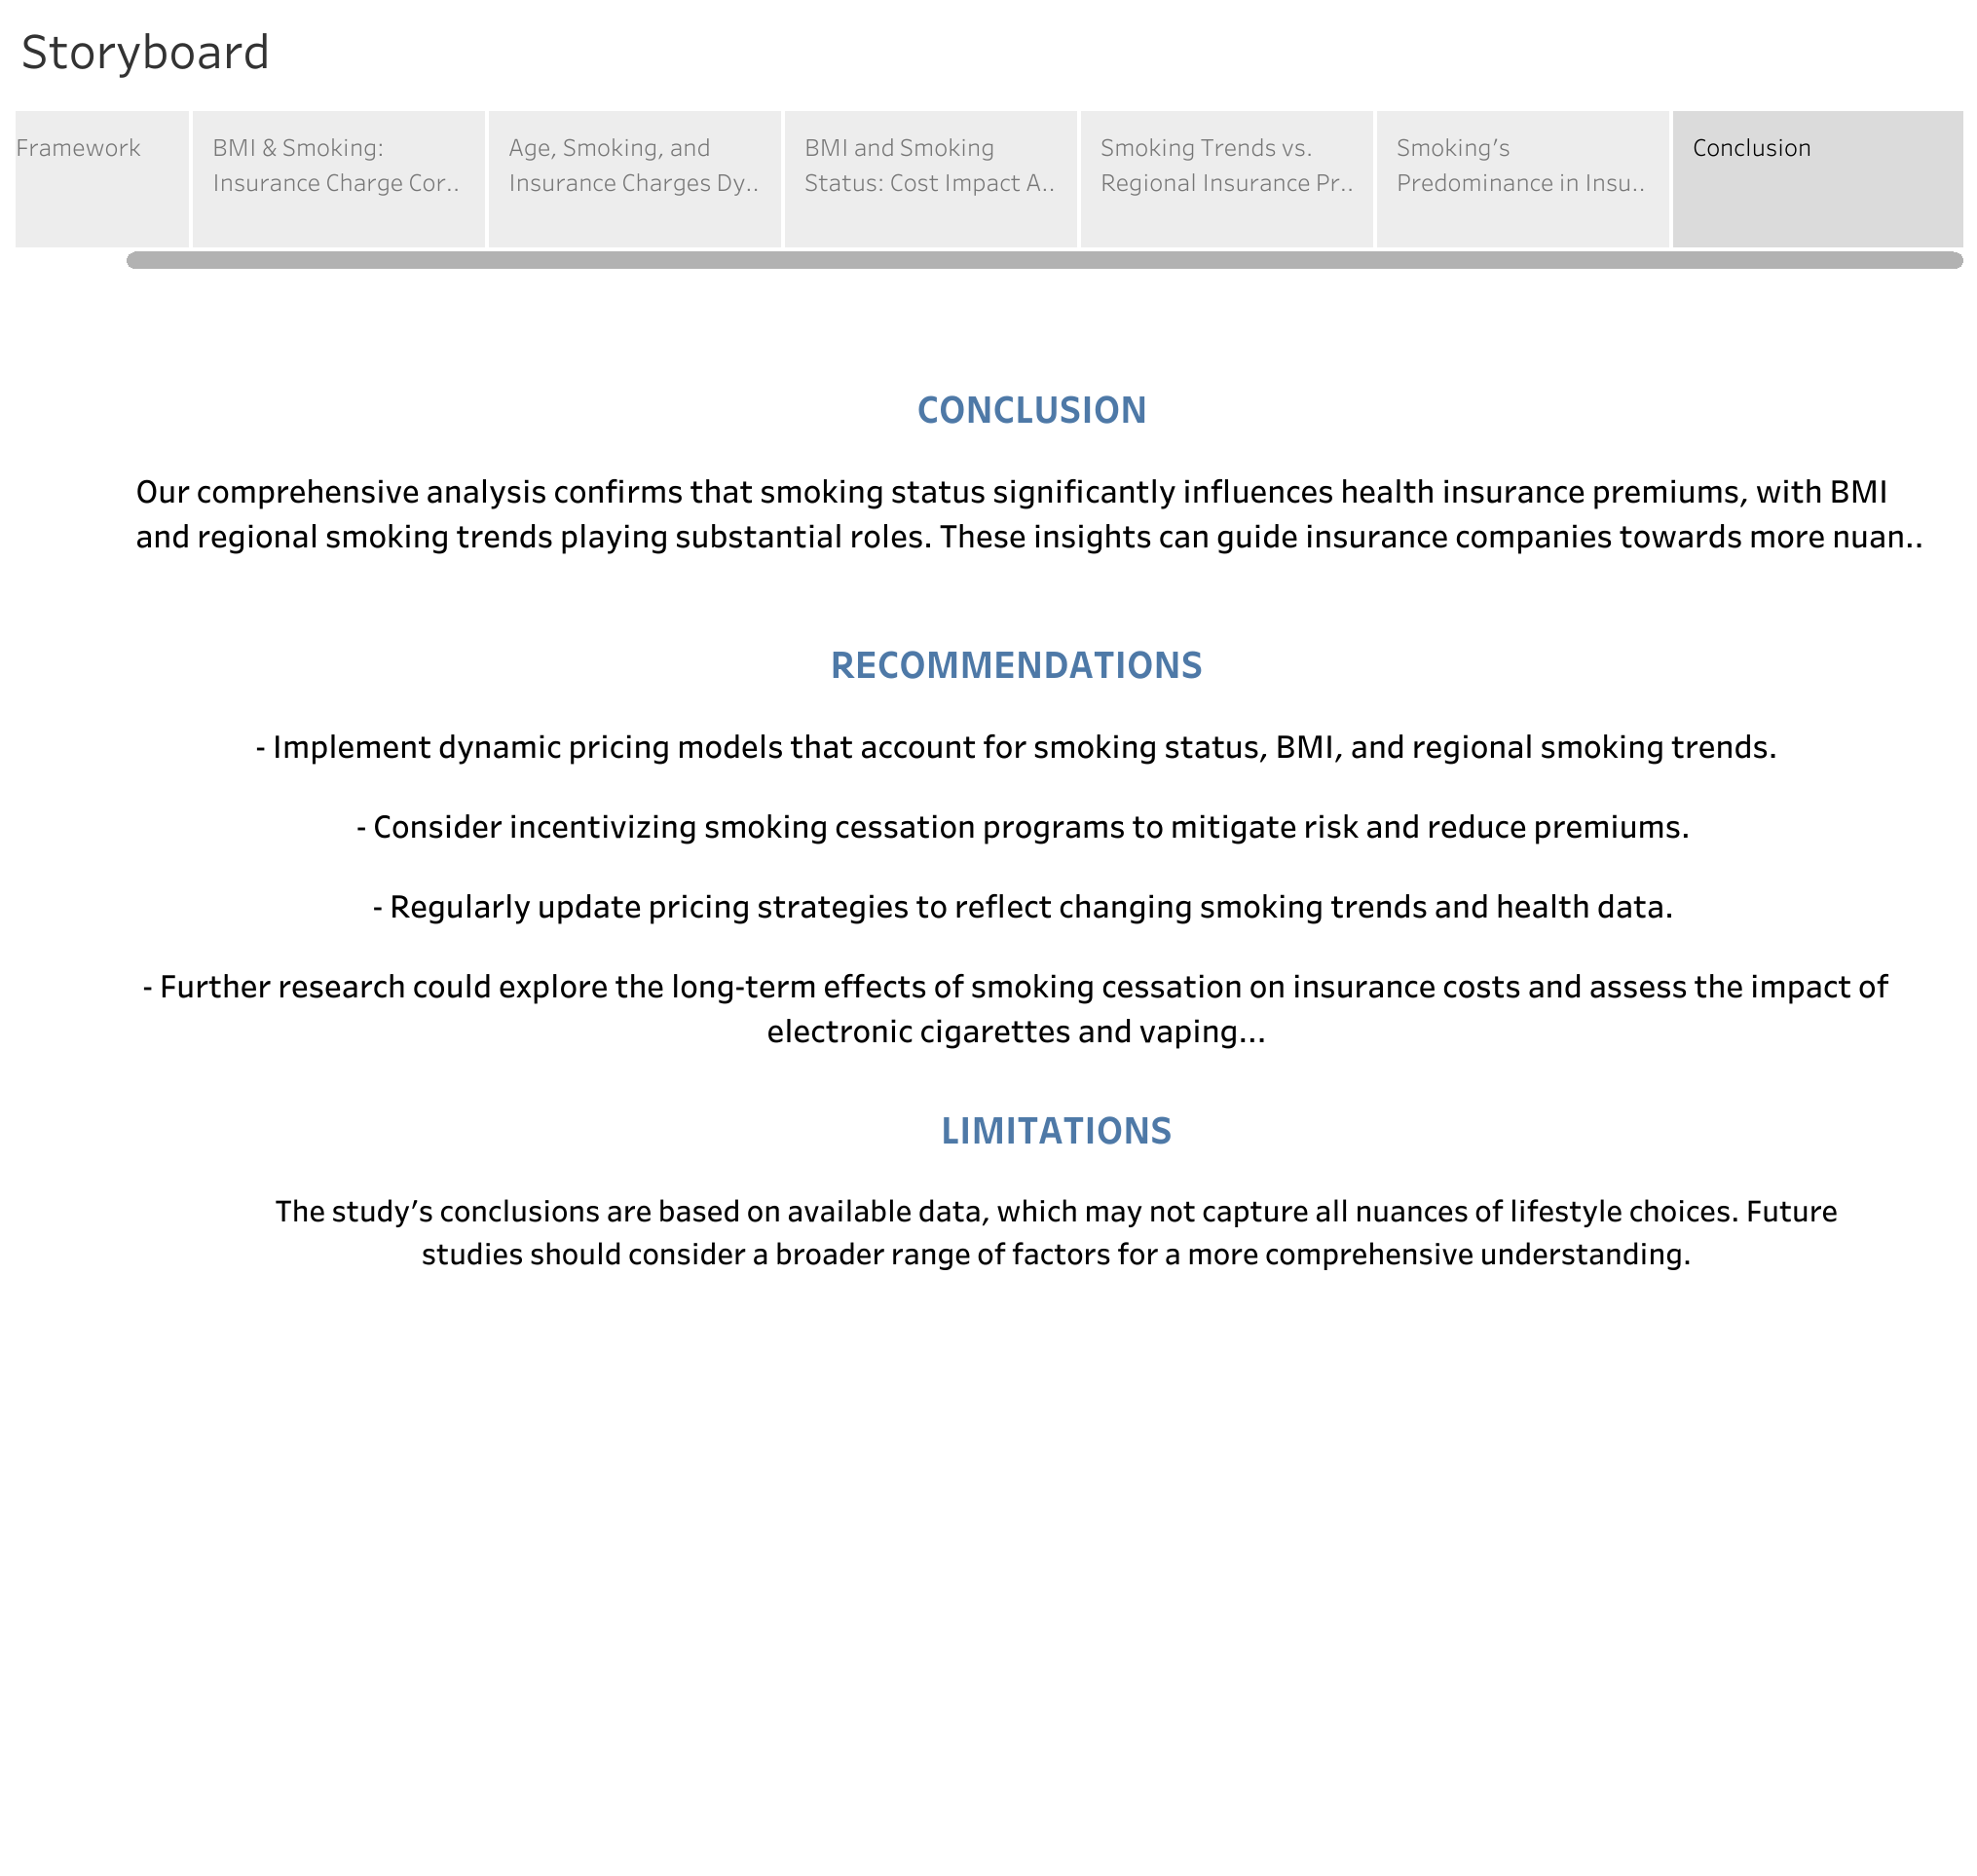 Storyboard
Framework
BMI & Smoking:
Insurance Charge Cor..
Age, Smoking, and
Insurance Charges Dy..
BMI and Smoking
Status: Cost Impact A..
Smoking Trends vs.
Regional Insurance Pr..
Smoking’s
Predominance in Insu..
Conclusion
CONCLUSION
Our comprehensive analysis confirms that smoking status significantly influences health insurance premiums, with BMI
and regional smoking trends playing substantial roles. These insights can guide insurance companies towards more nuan..
RECOMMENDATIONS
- Implement dynamic pricing models that account for smoking status, BMI, and regional smoking trends.
- Consider incentivizing smoking cessation programs to mitigate risk and reduce premiums.
- Regularly update pricing strategies to reflect changing smoking trends and health data.
- Further research could explore the long-term effects of smoking cessation on insurance costs and assess the impact of
electronic cigarettes and vaping...
LIMITATIONS
The study’s conclusions are based on available data, which may not capture all nuances of lifestyle choices. Future
studies should consider a broader range of factors for a more comprehensive understanding.